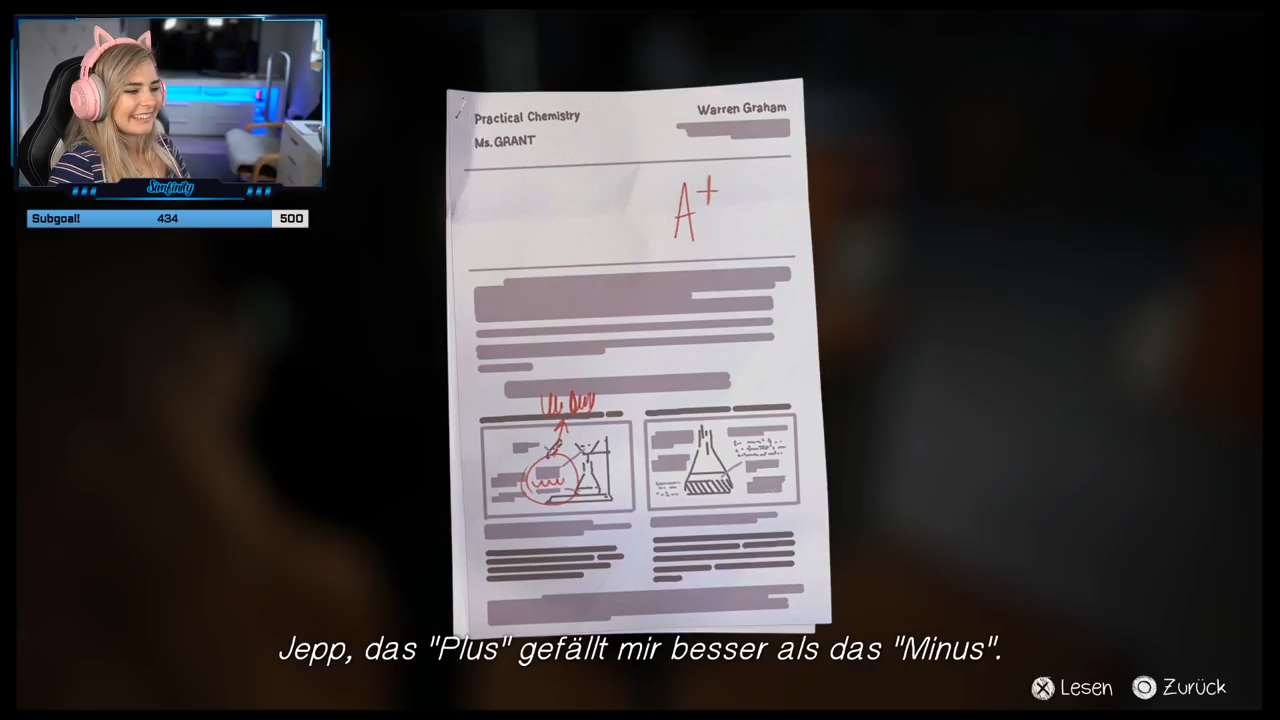 Simfinity
Subgoal! 434 500
Practical Chemistry
Ms. GRANT
Warren Graham
A+
Jepp, das "Plus" gefällt mir besser als das "Minus".
Lesen
Zurück